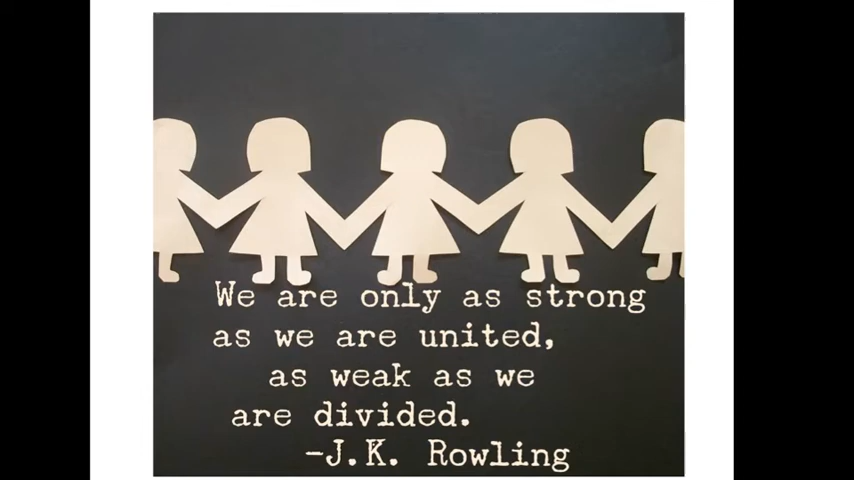 We are only as strong
as we are united,
as weak as we
are divided.
-J.K. Rowling